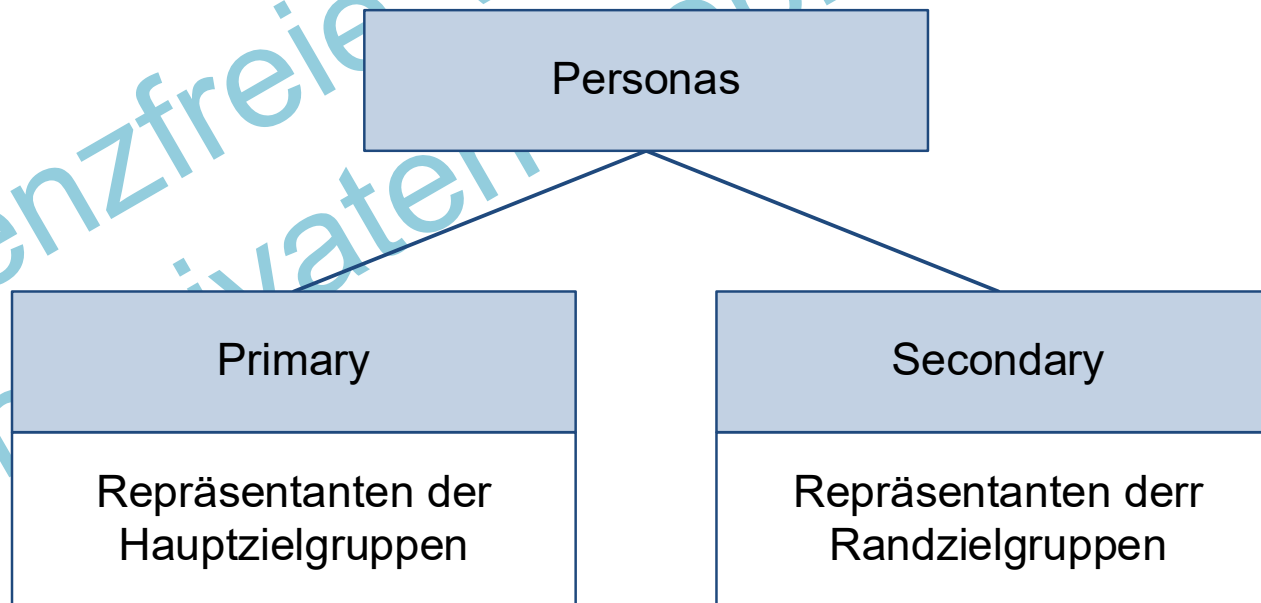 Personas
Primary
Secondary
Repräsentanten der
Hauptzielgruppen
Repräsentanten derr
Randzielgruppen